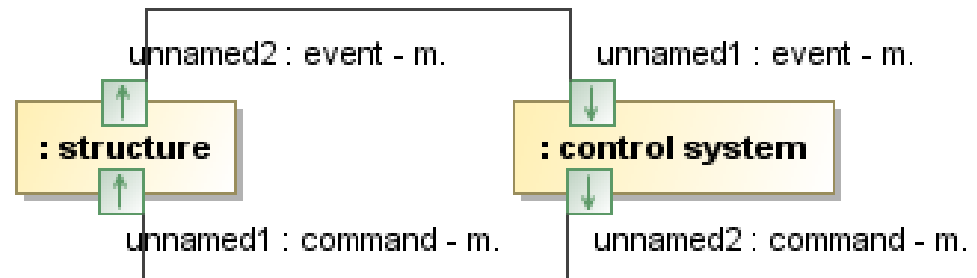 unnamed2 : event - m.
unnamed1 : event - m.
: structure
: control system
unnamed1 : command - m.
unnamed2 : command - m.